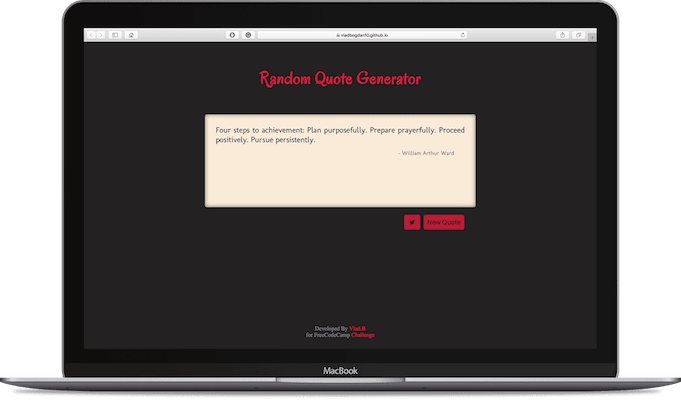 vladbogdan10.github.io
Random Quote Generator
Four steps to achievement: Plan purposefully. Prepare prayerfully. Proceed
positively. Pursue persistently.
- William Arthur Ward
New Quote
Developed By VladB
for FreeCodeCamp Challenge
MacBook